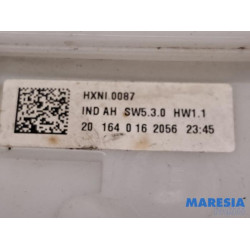 HXNI.0087
IND AH SW5.3.0 HW1.1
20 164 0 16 2056 23:45
MARESIA